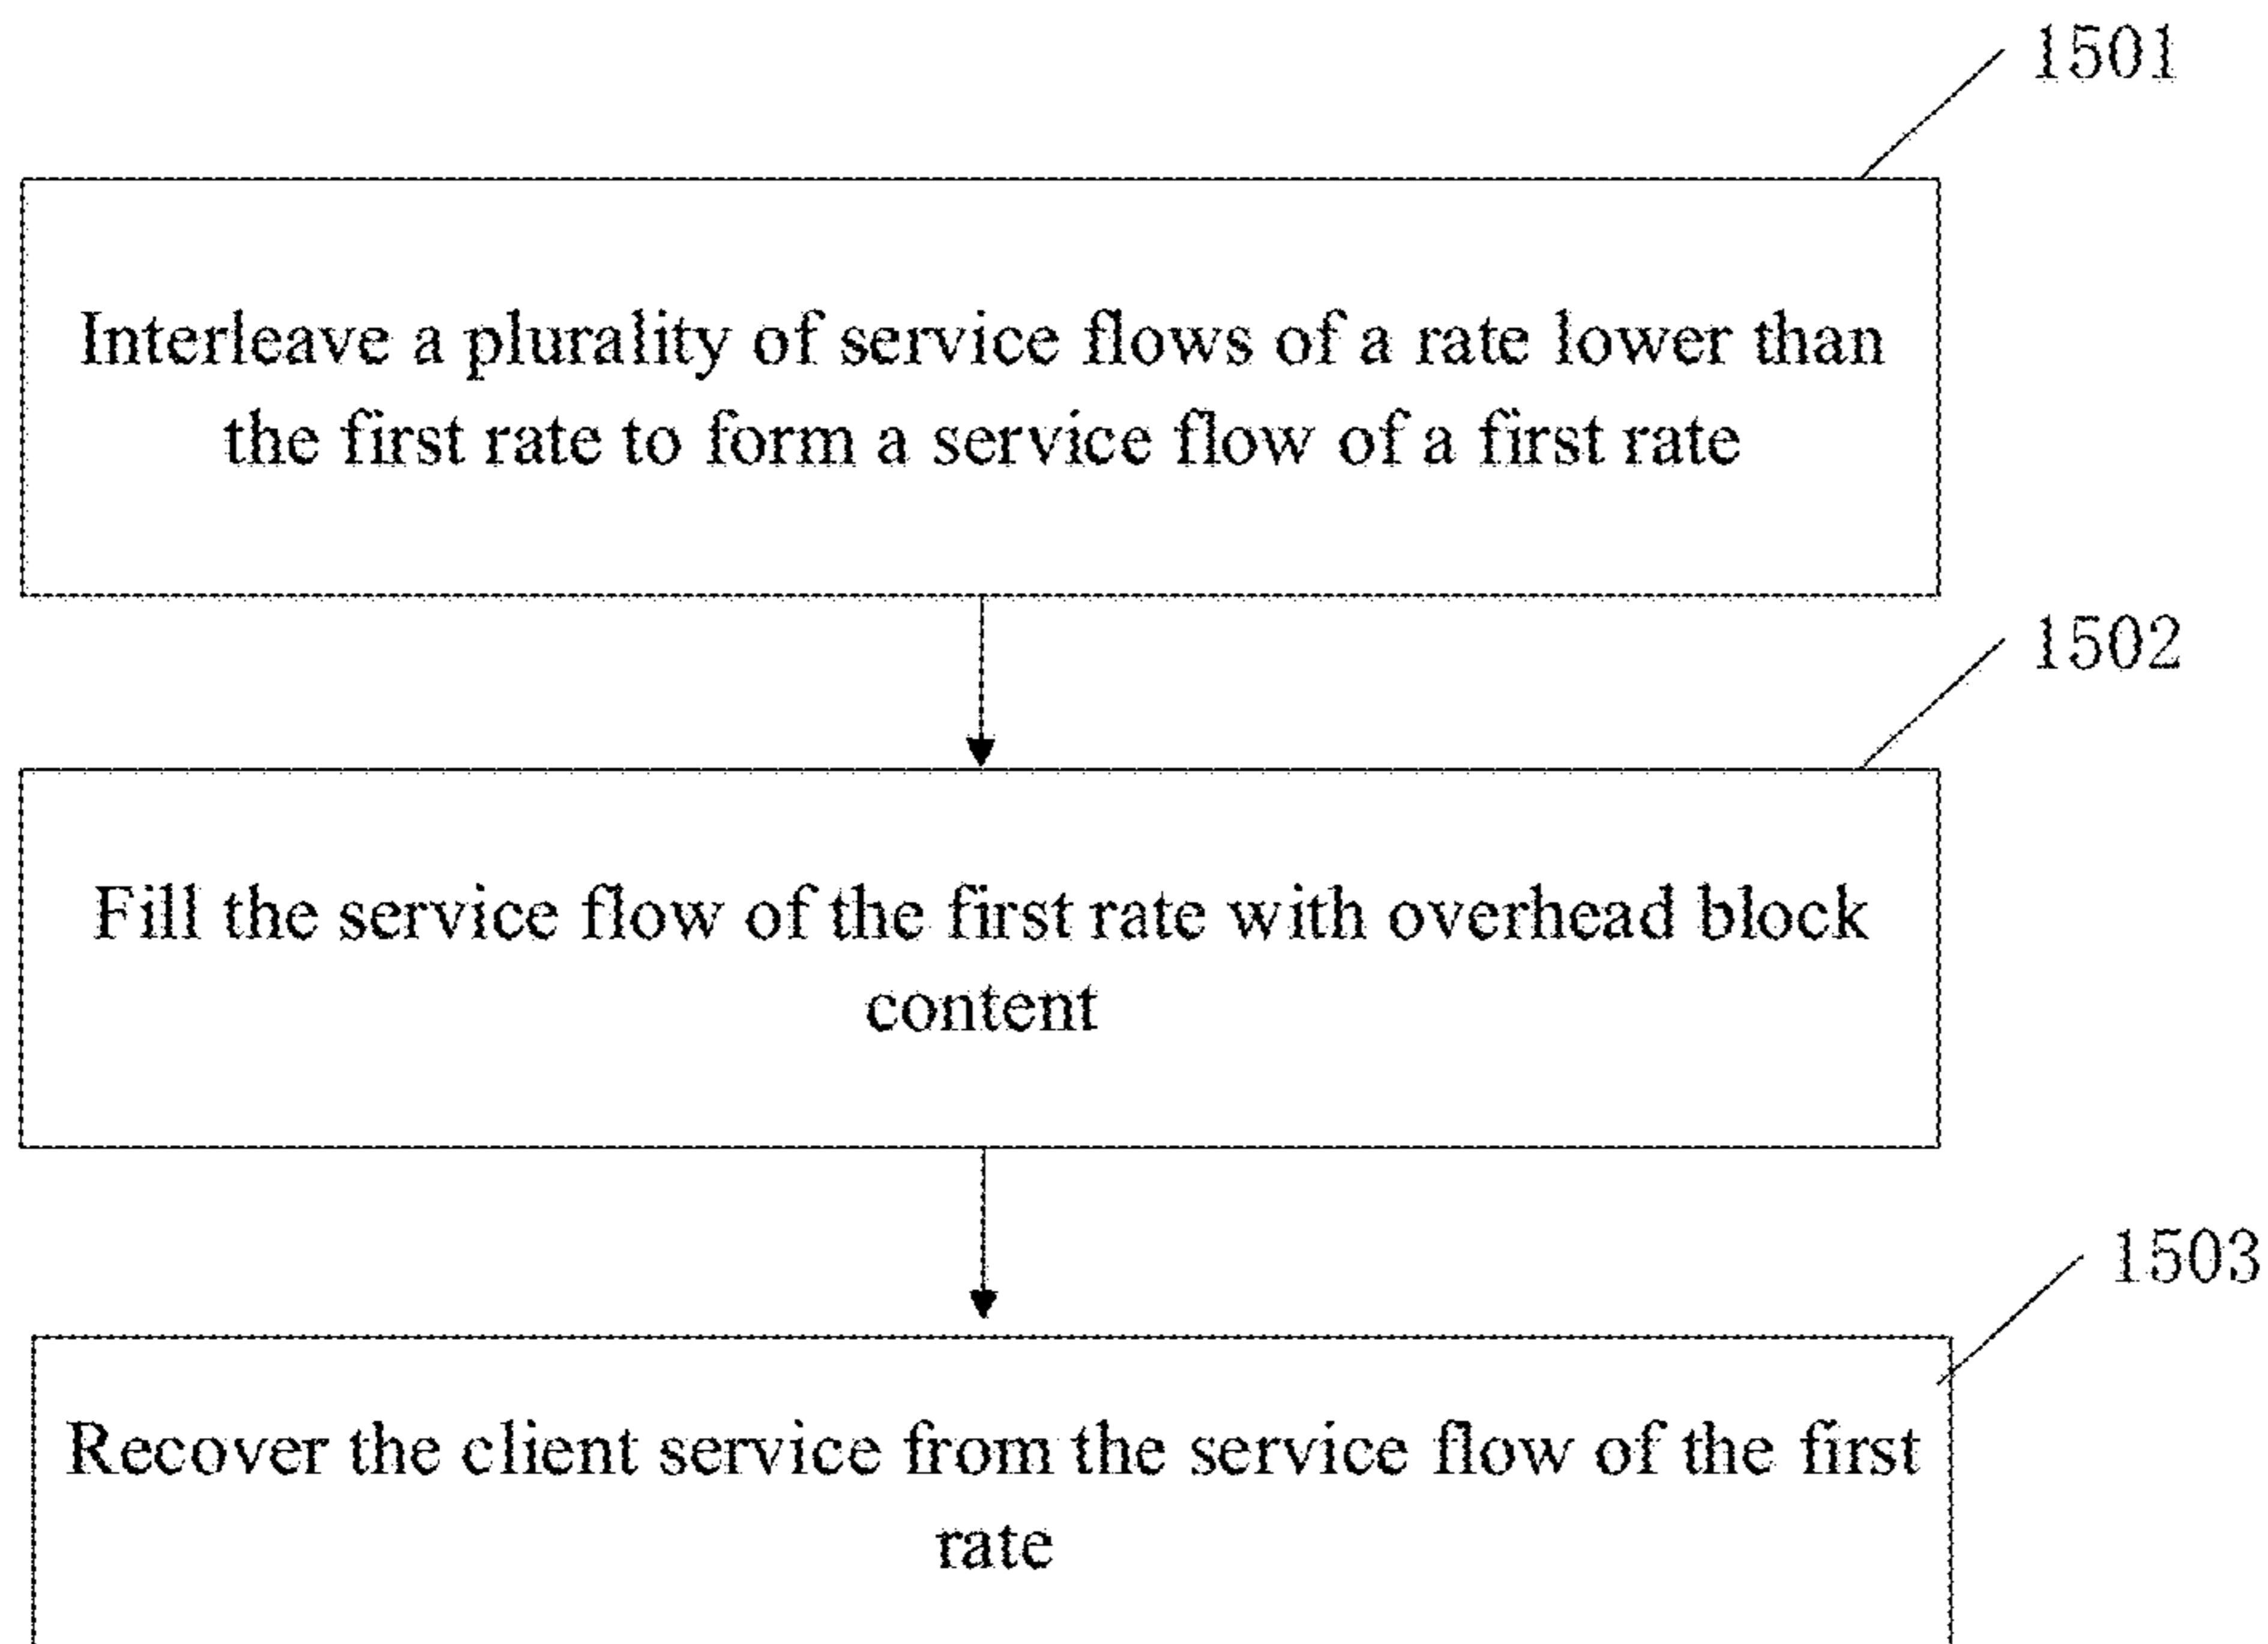 1501
Interleave a plurality of service flows of a rate lower than
the first rate to form a service flow of a first rate
1502
Fill the service flow of the first rate with overhead block
content
1503
Recover the client service from the service flow of the first
rate